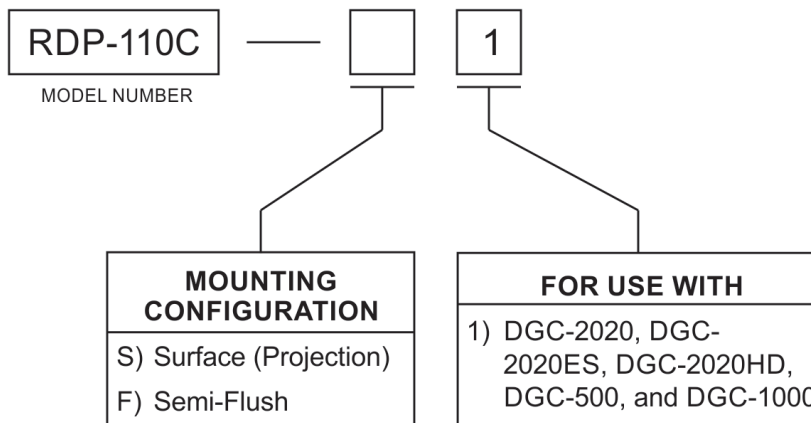 RDP-110C — 1
MODEL NUMBER
MOUNTING
CONFIGURATION
S) Surface (Projection)
F) Semi-Flush
FOR USE WITH
1) DGC-2020, DGC-
2020ES, DGC-2020HD,
DGC-500, and DGC-1000